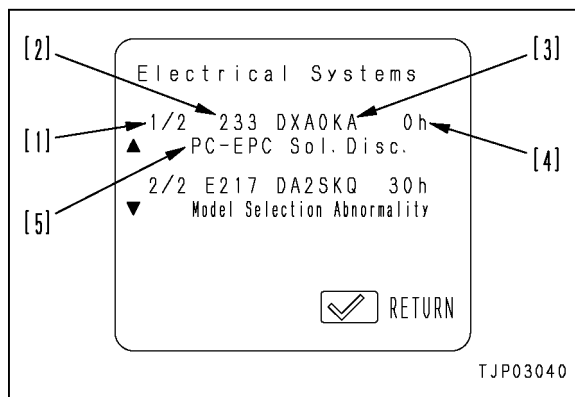 [2] [3]
Electrical Systems
[1] 1/2 233 DXA0KA 0h [4]
▲ PC-EPC Sol. Disc.
[5] 2/2 E217 DA2SKQ 30h
▼ Model Selection Abnormality
RETURN
TJP03040